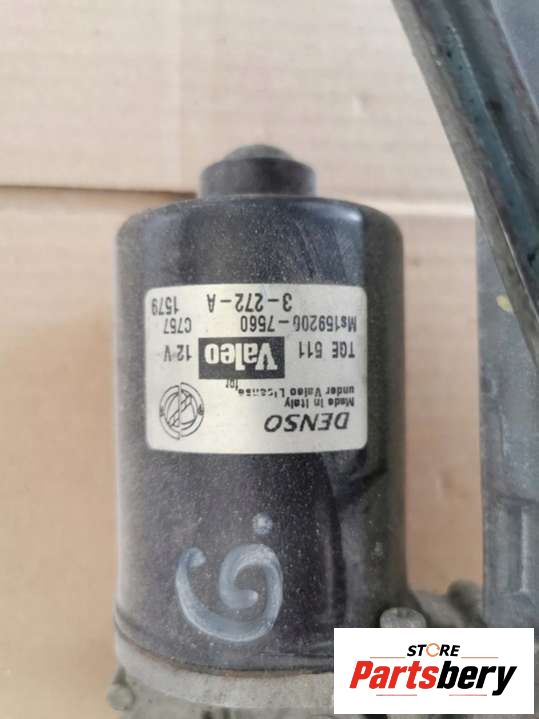 DENSO
Made in Italy
under Valeo License
for
Valeo
TGE 511
12-V
Ms159200-7560
C757
3-272-A
1579
STORE
Partsbery